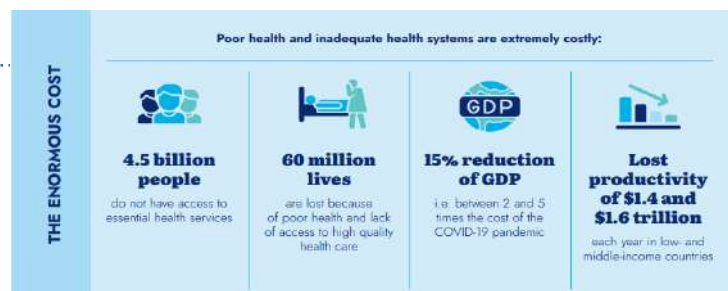 THE ENORMOUS COST
Poor health and inadequate health systems are extremely costly:
4.5 billion
people
do not have access to
essential health services
60 million
lives
are lost because
of poor health and lack
of access to high quality
health care
GDP
15% reduction
of GDP
i.e. between 2 and 5
times the cost of the
COVID-19 pandemic
Lost
productivity
of $1.4 and
$1.6 trillion
each year in low- and
middle-income countries